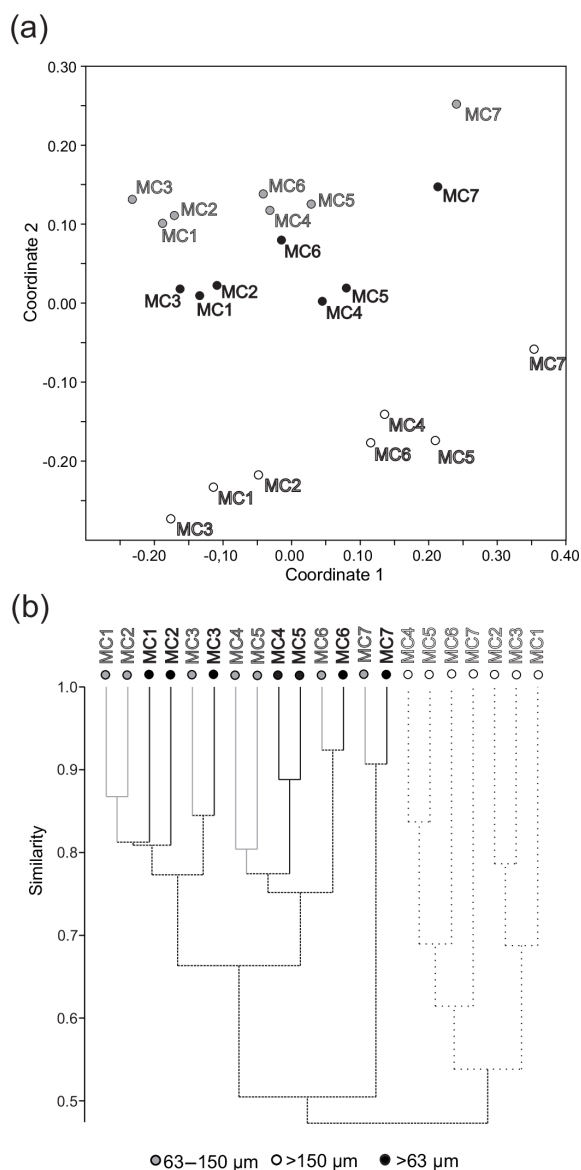 (a)
0.30
MC7
0.20
MC3
MC6
MC7
MC2
MC5
MC4
0.10
MC1
MC6
Coordinate 2
MC3
MC2
MC5
0.00
MC1
MC4
MC7
-0.10
MC4
MC6
MC5
-0.20
MC1
MC2
MC3
-0.20
-0,10
0.00
0.10
0.20
0.30
0.40
Coordinate 1
(b)
MC1 MC2 MC1 MC2 MC3 MC3 MC4 MC5 MC4 MC5 MC6 MC6 MC7 MC7 MC4 MC5 MC6 MC7 MC2 MC3 MC1
1.0
0.9
0.8
Similarity
0.7
0.6
0.5
63–150 µm >150 µm >63 µm